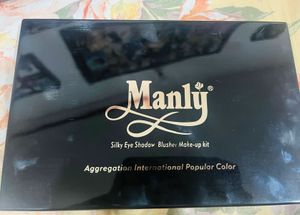 Manly®
Silky Eye Shadow Blusher Make-up kit
Aggregation International Popular Color